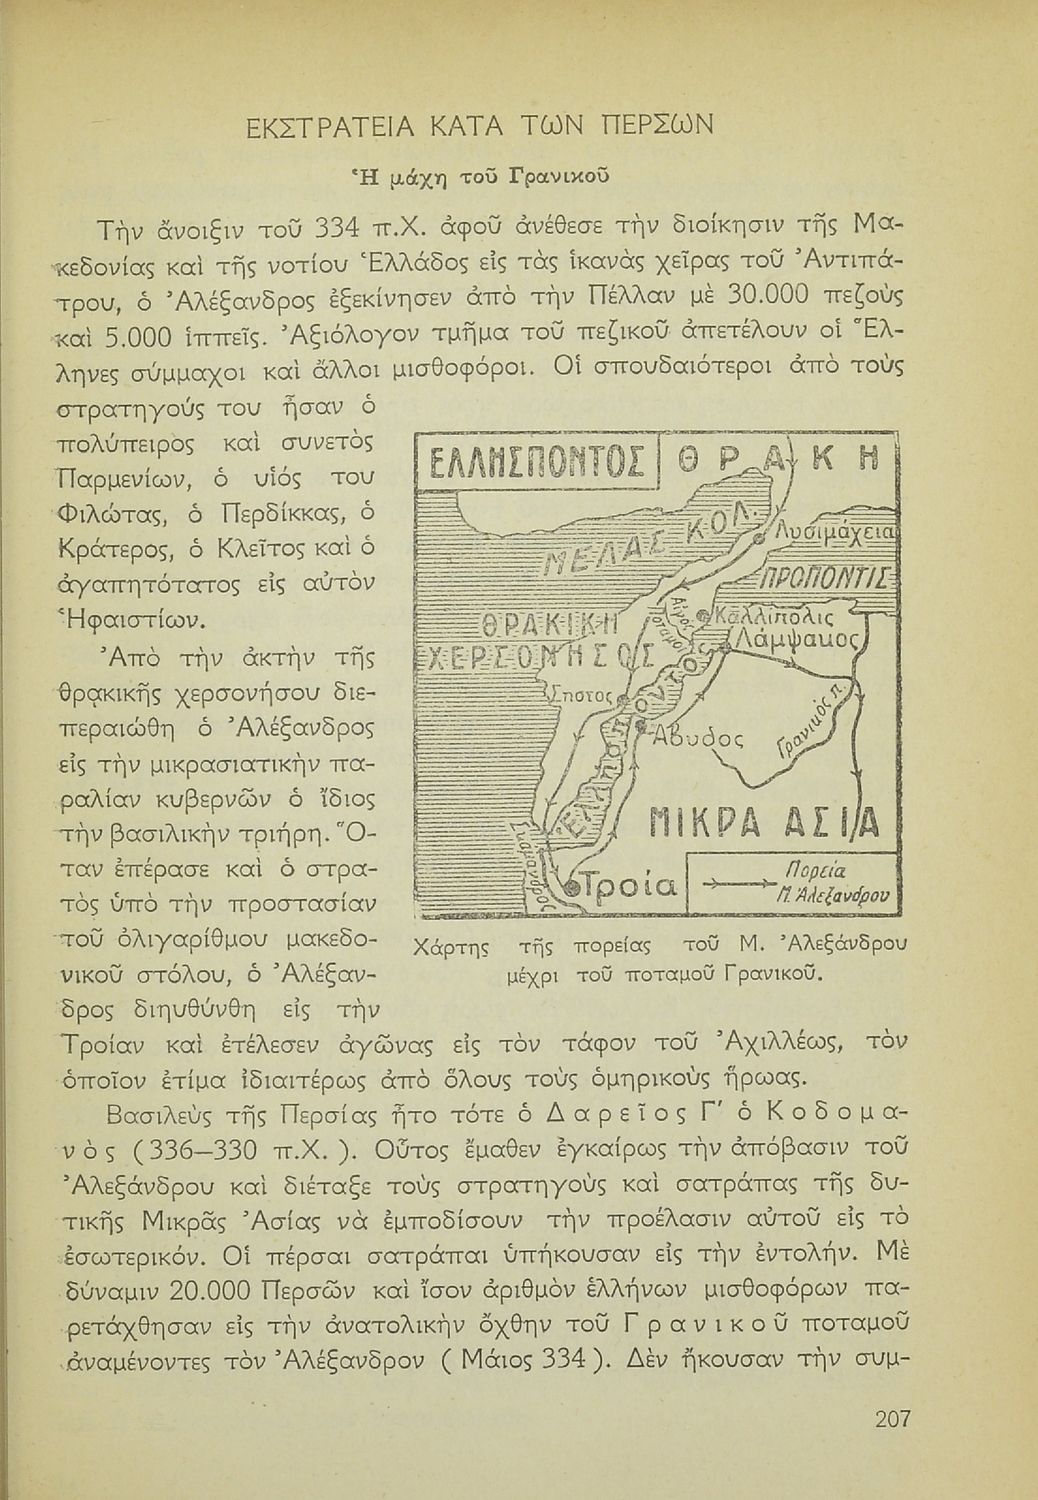 ΕΚΣΤΡΑΤΕΙΑ ΚΑΤΑ ΤΩΝ ΠΕΡΣΩΝ
Ἡ μάχη τοῦ Γρανικοῦ
Τὴν ἄνοιξιν τοῦ 334 π.Χ. ἀφοῦ ἀνέθεσε τὴν διοίκησιν τῆς Μα-
κεδονίας καὶ τῆς νοτίου Ἑλλάδος εἰς τὰς ἱκανὰς χεῖρας τοῦ Ἀντιπά-
τρου, ὁ Ἀλέξανδρος ἐξεκίνησεν ἀπὸ τὴν Πέλλαν μὲ 30.000 πεζοὺς
καὶ 5.000 ἱππεῖς. Ἀξιόλογον τμῆμα τοῦ πεζικοῦ ἀπετέλουν οἱ Ἕλ-
ληνες σύμμαχοι καὶ ἄλλοι μισθοφόροι. Οἱ σπουδαιότεροι ἀπὸ τοὺς
στρατηγούς του ἦσαν ὁ
πολύπειρος καὶ συνετὸς
Παρμενίων, ὁ υἱός του
Φιλώτας, ὁ Περδίκκας, ὁ
Κράτερος, ὁ Κλεῖτος καὶ ὁ
ἀγαπητότατος εἰς αὐτὸν
Ἡφαιστίων.
Ἀπὸ τὴν ἀκτὴν τῆς
θρᾳκικῆς χερσονήσου διε-
περαιώθη ὁ Ἀλέξανδρος
εἰς τὴν μικρασιατικὴν πα-
ραλίαν κυβερνῶν ὁ ἴδιος
τὴν βασιλικὴν τριήρη. Ὅ-
ταν ἐπέρασε καὶ ὁ στρα-
τὸς ὑπὸ τὴν προστασίαν
τοῦ ὀλιγαρίθμου μακεδο-
νικοῦ στόλου, ὁ Ἀλέξαν-
δρος διηυθύνθη εἰς τὴν
ΕΛΛΗΣΠΟΝΤΟΣ
ΘΡΑΚΗ
ΜΕΛΑΣ ΚΟΛ.
Λυσιμάχεια
ΠΡΟΠΟΝΤΙΣ
ΘΡΑΚΙΚΗ
ΧΕΡΣΟΝΗΣΟΣ
Καλλίπολις
Λάμψακος
Σηστος
Ἄβυδος
Γρανικὸς π.
ΕΛΛΗΣΠΟΝΤΟΣ
ΜΙΚΡΑ ΑΣΙΑ
Σκάμανδρος
Τροία
Πορεία
Μ. Ἀλεξάνδρου
Χάρτης τῆς πορείας τοῦ Μ. Ἀλεξάνδρου
μέχρι τοῦ ποταμοῦ Γρανικοῦ.
Τροίαν καὶ ἐτέλεσεν ἀγῶνας εἰς τὸν τάφον τοῦ Ἀχιλλέως, τὸν
ὁποῖον ἐτίμα ἰδιαιτέρως ἀπὸ ὅλους τοὺς ὁμηρικοὺς ἥρωας.
Βασιλεὺς τῆς Περσίας ἦτο τότε ὁ Δαρεῖος Γ΄ ὁ Κοδομα-
νὸς (336—330 π.Χ. ). Οὗτος ἔμαθεν ἐγκαίρως τὴν ἀπόβασιν τοῦ
Ἀλεξάνδρου καὶ διέταξε τοὺς στρατηγοὺς καὶ σατράπας τῆς δυ-
τικῆς Μικρᾶς Ἀσίας νὰ ἐμποδίσουν τὴν προέλασιν αὐτοῦ εἰς τὸ
ἐσωτερικόν. Οἱ πέρσαι σατράπαι ὑπήκουσαν εἰς τὴν ἐντολήν. Μὲ
δύναμιν 20.000 Περσῶν καὶ ἴσον ἀριθμὸν ἑλλήνων μισθοφόρων πα-
ρετάχθησαν εἰς τὴν ἀνατολικὴν ὄχθην τοῦ Γρανικοῦ ποταμοῦ
ἀναμένοντες τὸν Ἀλέξανδρον ( Μάιος 334 ). Δὲν ἤκουσαν τὴν συμ-
207